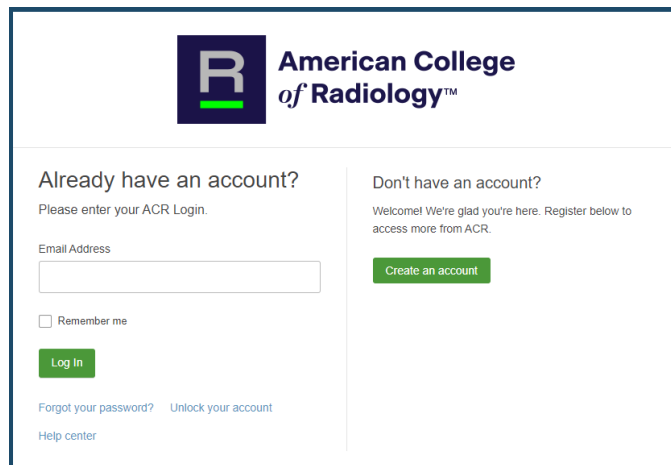 R
American College
of Radiology™
Already have an account?
Please enter your ACR Login.
Email Address
Remember me
Log In
Forgot your password? Unlock your account
Help center
Don't have an account?
Welcome! We're glad you're here. Register below to
access more from ACR.
Create an account